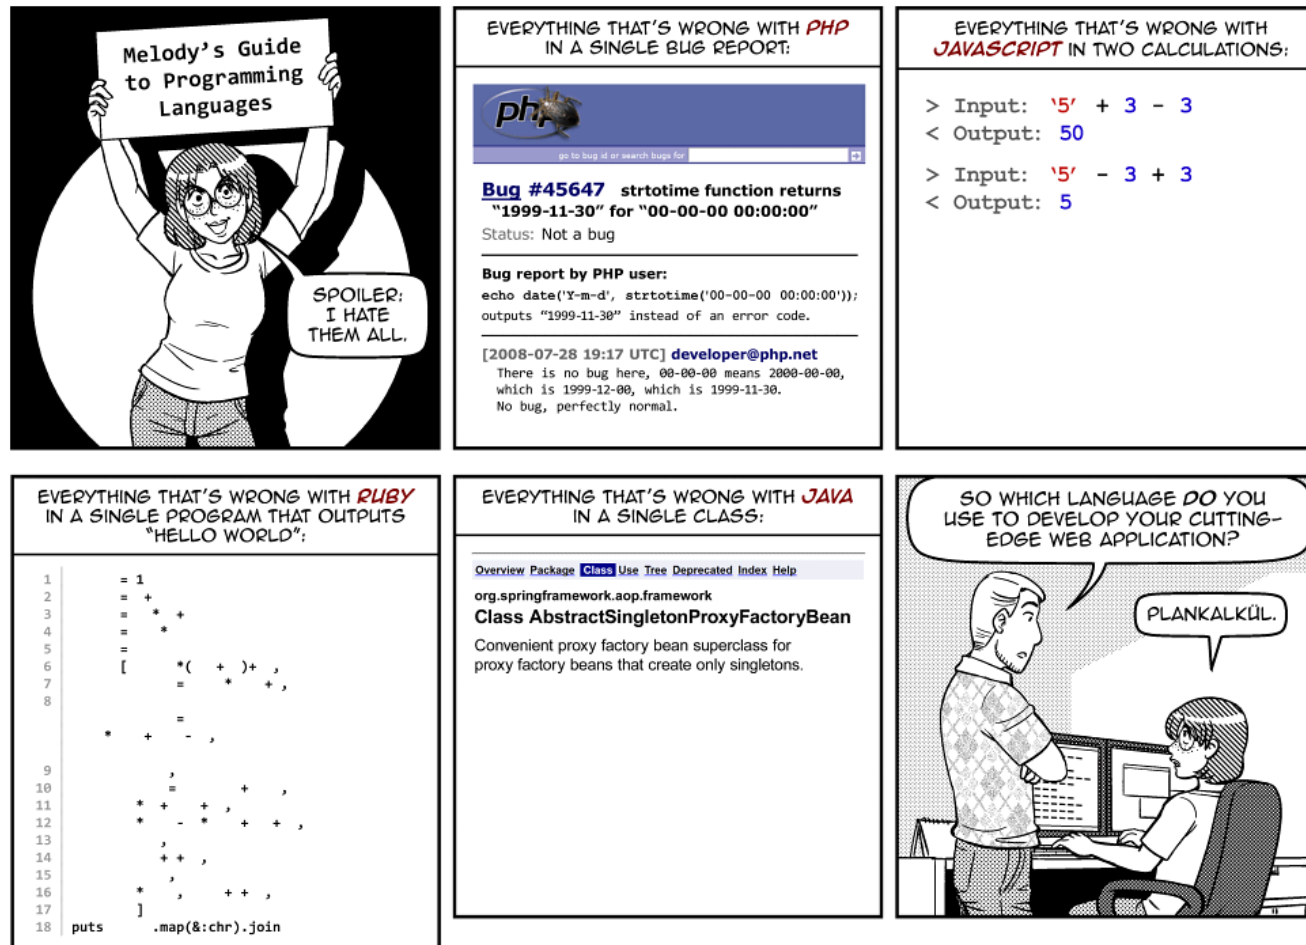 Melody's Guide
to Programming
Languages
SPOILER:
I HATE
THEM ALL.
EVERYTHING THAT'S WRONG WITH PHP
IN A SINGLE BUG REPORT:
php
go to bug id or search bugs for
Bug #45647 strtotime function returns
"1999-11-30" for "00-00-00 00:00:00"
Status: Not a bug
Bug report by PHP user:
echo date('Y-m-d', strtotime('00-00-00 00:00:00'));
outputs "1999-11-30" instead of an error code.
[2008-07-28 19:17 UTC] developer@php.net
There is no bug here, 00-00-00 means 2000-00-00,
which is 1999-12-00, which is 1999-11-30.
No bug, perfectly normal.
EVERYTHING THAT'S WRONG WITH
JAVASCRIPT IN TWO CALCULATIONS:
> Input: '5' + 3 - 3
< Output: 50
> Input: '5' - 3 + 3
< Output: 5
EVERYTHING THAT'S WRONG WITH RUBY
IN A SINGLE PROGRAM THAT OUTPUTS
"HELLO WORLD":
1 = 1
2 = +
3 = * +
4 = *
5 =
6 [ *( + )+ ,
7 = * + ,
8
=
* + - ,
9 ,
10 = + ,
11 * + + ,
12 * - * + + ,
13 ,
14 + + ,
15 ,
16 * , + + ,
17 ]
18 puts .map(&:chr).join
EVERYTHING THAT'S WRONG WITH JAVA
IN A SINGLE CLASS:
Overview Package Class Use Tree Deprecated Index Help
org.springframework.aop.framework
Class AbstractSingletonProxyFactoryBean
Convenient proxy factory bean superclass for
proxy factory beans that create only singletons.
SO WHICH LANGUAGE DO YOU
USE TO DEVELOP YOUR CUTTING-
EDGE WEB APPLICATION?
PLANKALKÜL.